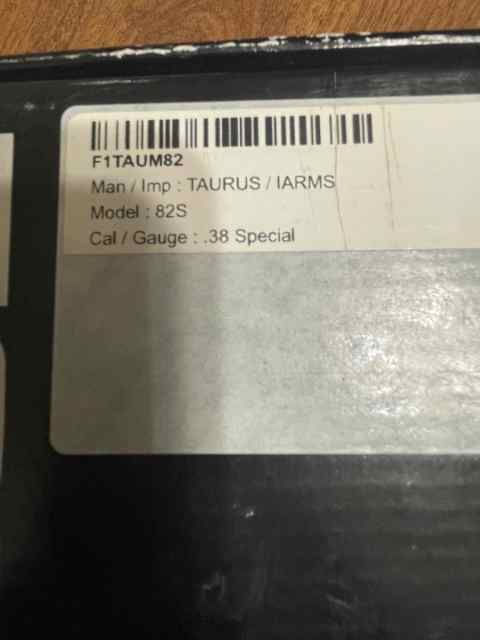 F1TAUM82
Man / Imp : TAURUS / IARMS
Model : 82S
Cal / Gauge : .38 Special